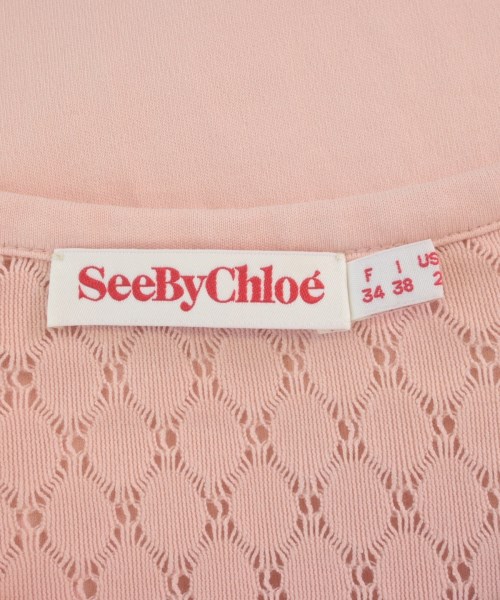 SeeByChloé
F I US
34 38 2